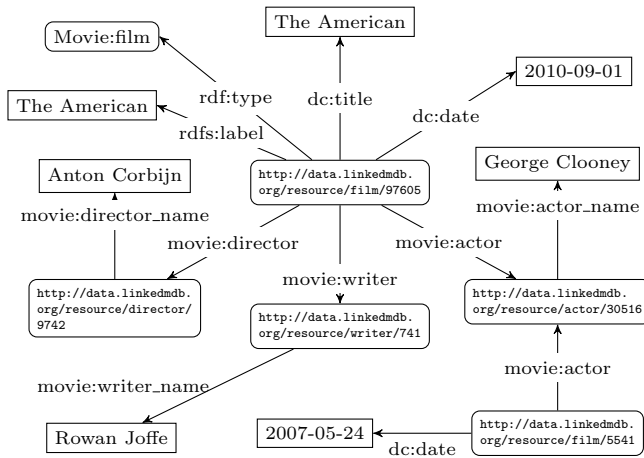 The American
Movie:film
2010-09-01
rdf:type
dc:title
dc:date
The American
rdfs:label
Anton Corbijn
http://data.linkedmdb.
org/resource/film/97605
George Clooney
movie:director_name
movie:actor_name
movie:director
movie:actor
movie:writer
http://data.linkedmdb.
org/resource/director/
9742
http://data.linkedmdb.
org/resource/writer/741
http://data.linkedmdb.
org/resource/actor/30516
movie:actor
movie:writer_name
Rowan Joffe
2007-05-24
dc:date
http://data.linkedmdb.
org/resource/film/5541